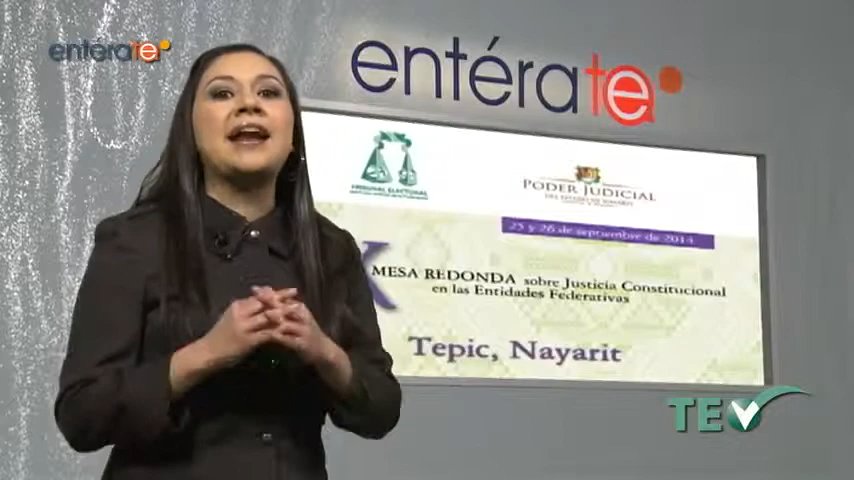 entérate
entérate
TRIBUNAL ELECTORAL
PODER JUDICIAL
25 y 26 de septiembre de 2014
X
MESA REDONDA sobre Justicia Constitucional
en las Entidades Federativas
Tepic, Nayarit
TE